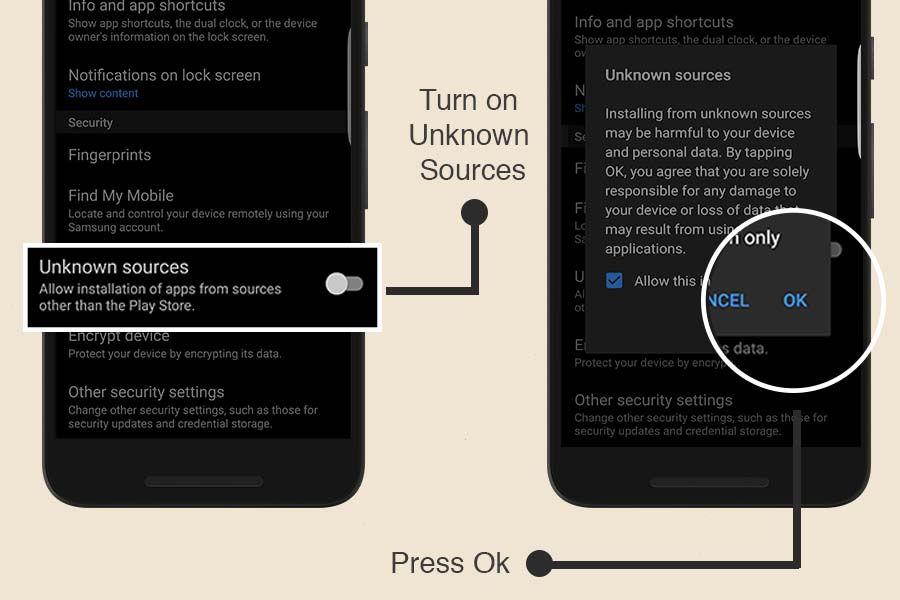 Info and app shortcuts
Show app shortcuts, the dual clock, or the device
owner's information on the lock screen.
Notifications on lock screen
Show content
Security
Fingerprints
Find My Mobile
Locate and control your device remotely using your
Samsung account.
Unknown sources
Allow installation of apps from sources
other than the Play Store.
Encrypt device
Protect your device by encrypting its data.
Other security settings
Change other security settings, such as those for
security updates and credential storage.
Turn on
Unknown
Sources
Info and app shortcuts
Show app shortcuts, the dual clock, or the device
Unknown sources
Installing from unknown sources
may be harmful to your device
and personal data. By tapping
OK, you agree that you are solely
responsible for any damage to
your device or loss of data that
may result from using
applications.
Allow this
only
NCEL OK
data.
Protect your device by
Other security settings
Change other security settings, such as those for
security updates and credential storage.
Press Ok